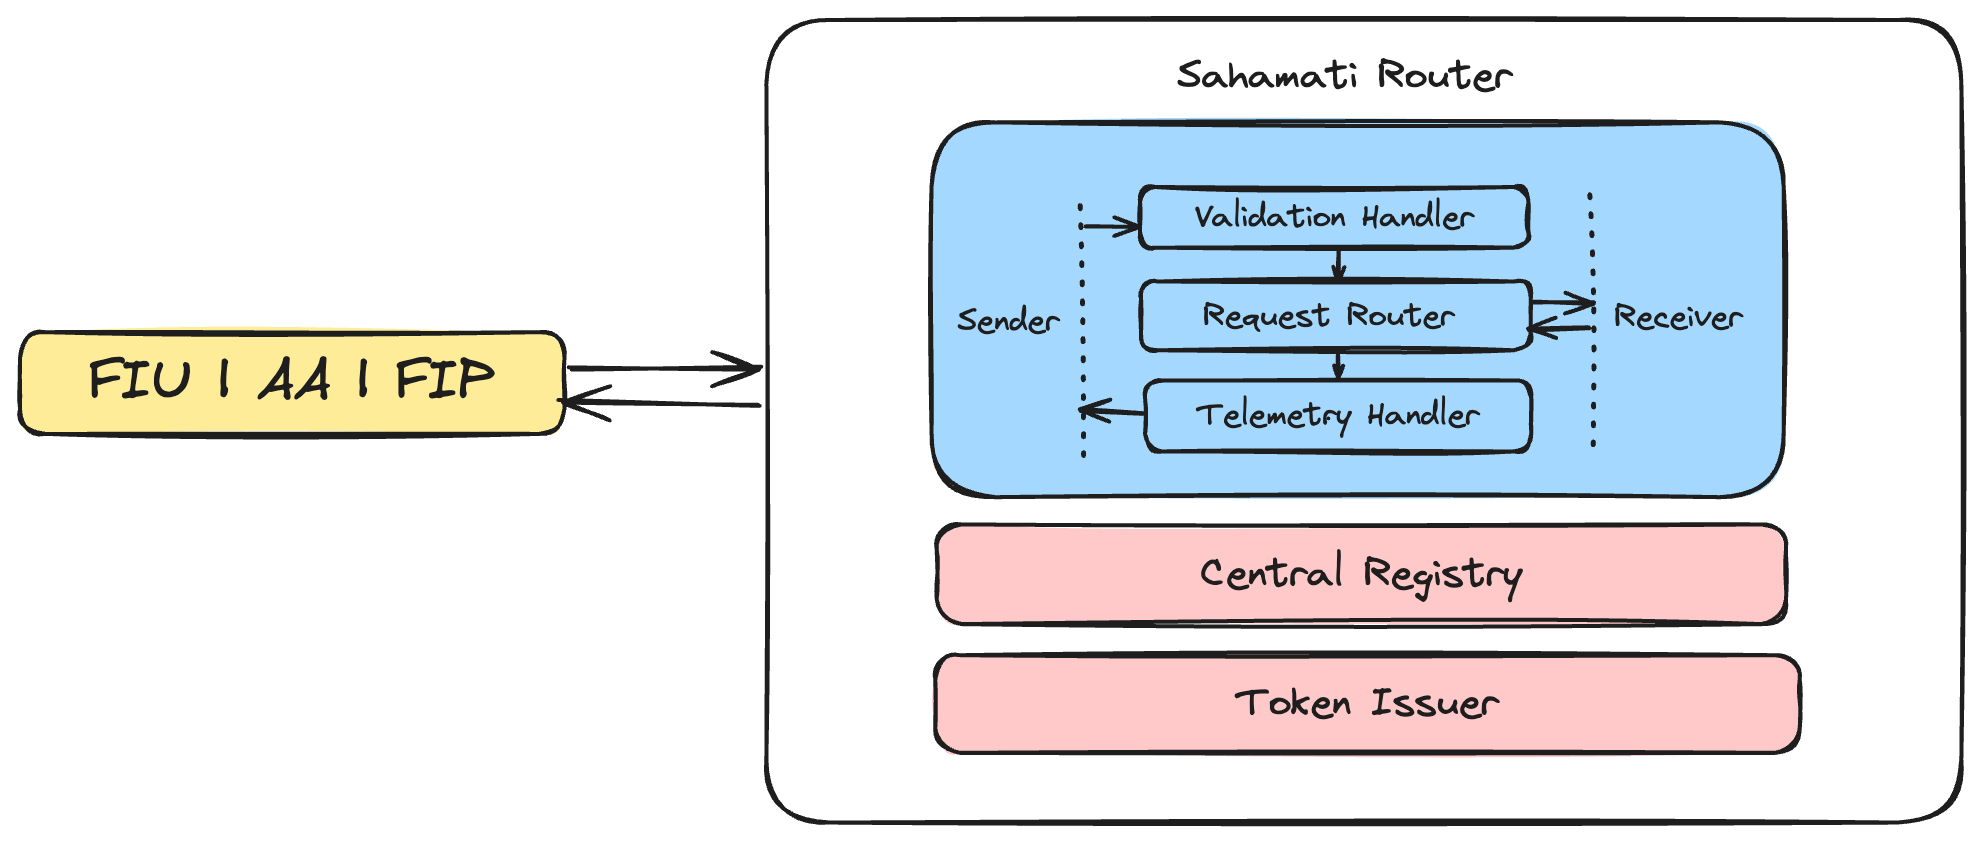 Sahamati Router
Validation Handler
Sender
Request Router
Receiver
Telemetry Handler
FIU | AA | FIP
Central Registry
Token Issuer